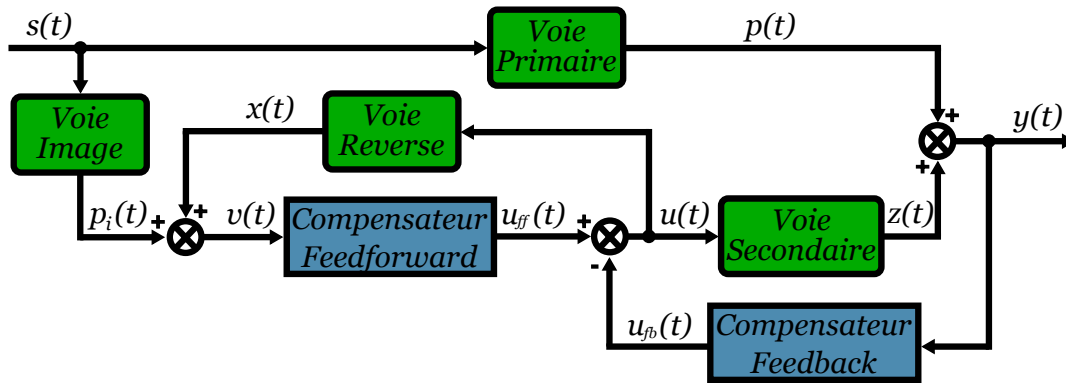 s(t)
Voie
Primaire
p(t)
+
Voie
Image
x(t)
Voie
Reverse
y(t)
+
pi(t)
+
+
v(t)
Compensateur
Feedforward
uff(t)
+
-
u(t)
Voie
Secondaire
z(t)
ufb(t)
Compensateur
Feedback